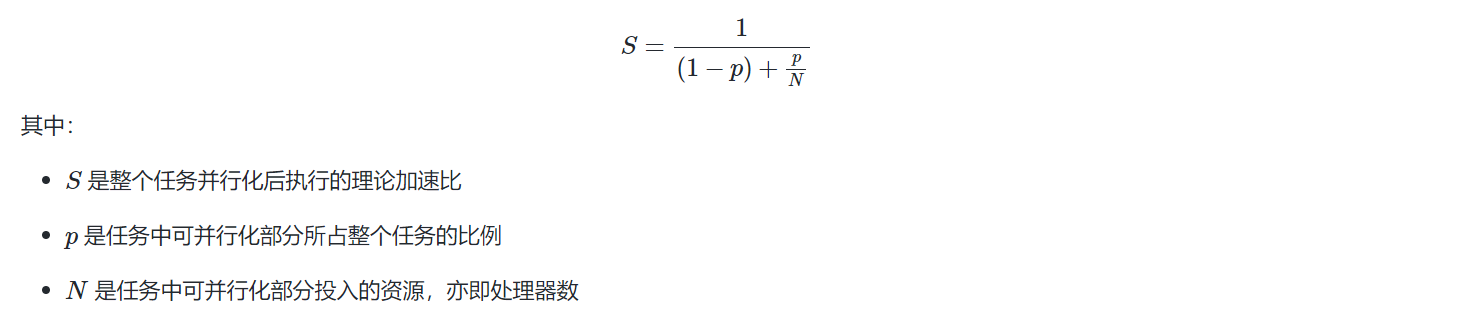 S = \frac{1}{(1 - p) + \frac{p}{N}}
其中：
• S 是整个任务并行化后执行的理论加速比
• p 是任务中可并行化部分所占整个任务的比例
• N 是任务中可并行化部分投入的资源，亦即处理器数